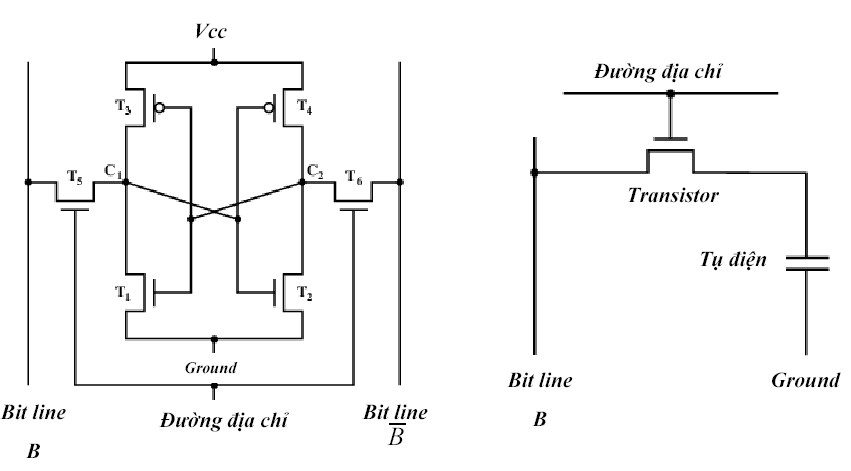 Vcc
T3
T4
T5
C1
C2
T6
T1
T2
Ground
Đường địa chỉ
Bit line
B
Bit line
B̅
Đường địa chỉ
Transistor
Tụ điện
Bit line
B
Ground